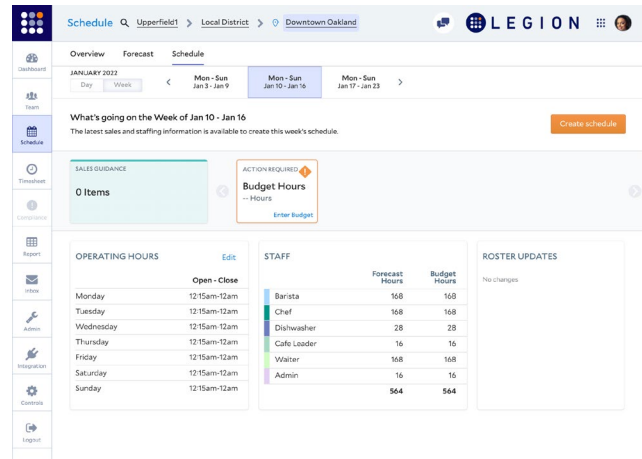 Schedule Upperfield1 > Local District > Downtown Oakland
LEGION
Overview Forecast Schedule
JANUARY 2022
Day Week
Mon - Sun
Jan 3 - Jan 9
Mon - Sun
Jan 10 - Jan 16
Mon - Sun
Jan 17 - Jan 23
What's going on the Week of Jan 10 - Jan 16
The latest sales and staffing information is available to create this week's schedule.
Create schedule
SALES GUIDANCE
0 Items
ACTION REQUIRED
Budget Hours
-- Hours
Enter Budget
OPERATING HOURS Edit
Open - Close
Monday 12:15am-12am
Tuesday 12:15am-12am
Wednesday 12:15am-12am
Thursday 12:15am-12am
Friday 12:15am-12am
Saturday 12:15am-12am
Sunday 12:15am-12am
STAFF
Forecast Hours Budget Hours
Barista 168 168
Chef 168 168
Dishwasher 28 28
Cafe Leader 16 16
Waiter 168 168
Admin 16 16
564 564
ROSTER UPDATES
No changes
Dashboard
Team
Schedule
Timesheet
Compliance
Report
Inbox
Admin
Integration
Controls
Logout